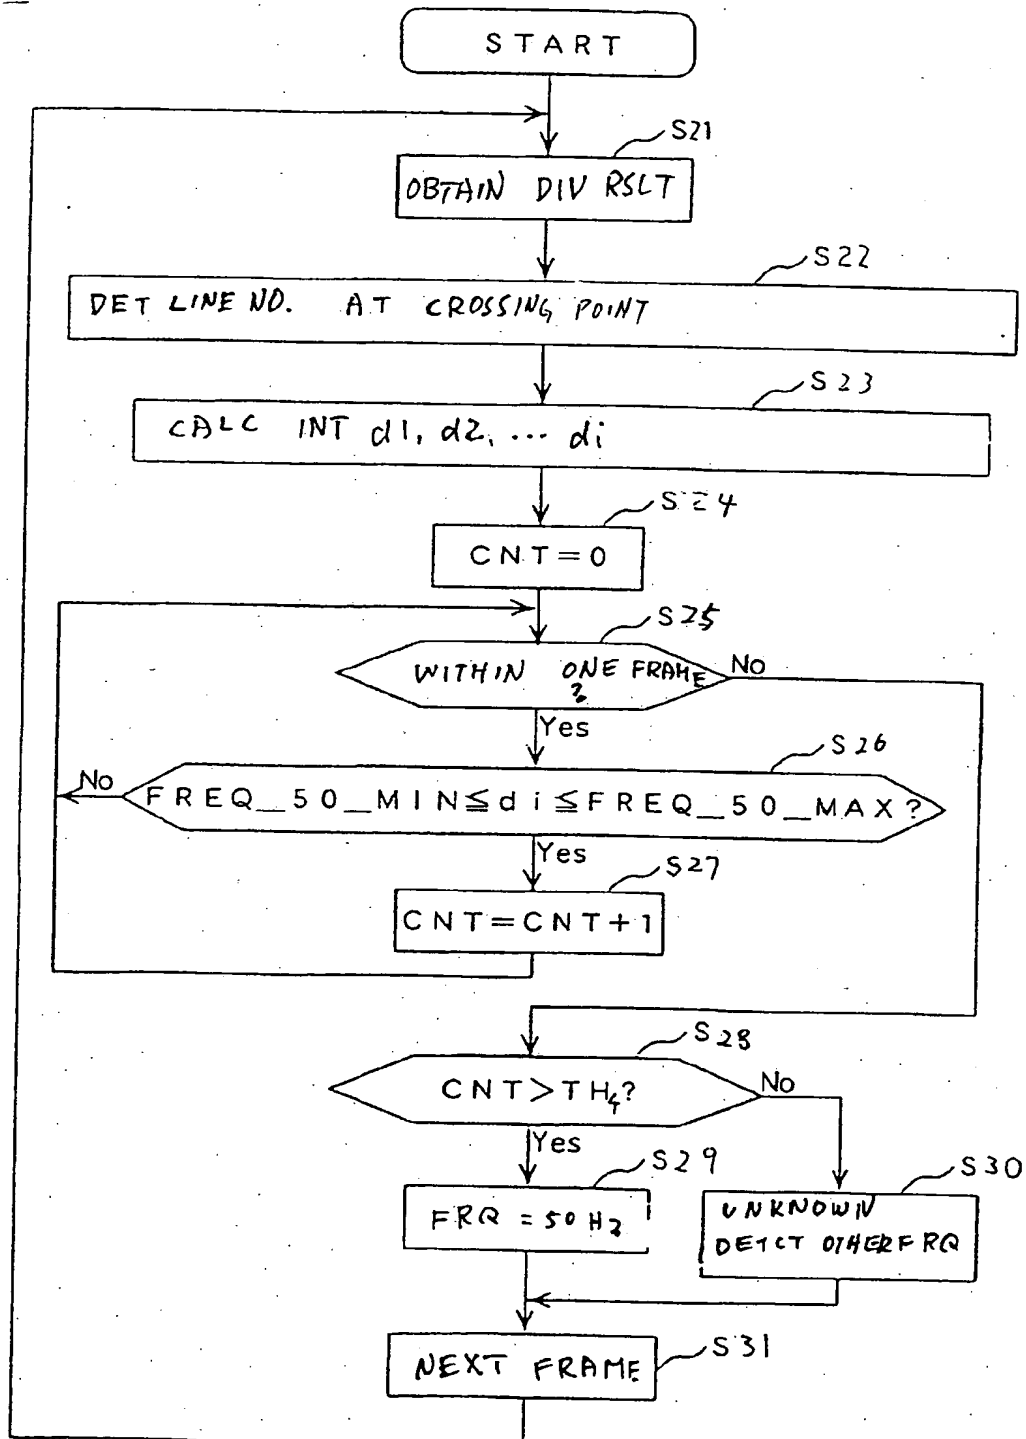 START
S21
OBTAIN DIV RSLT
S22
DET LINE NO. AT CROSSING POINT
S23
CALC INT d1, d2, ... di
S24
CNT=0
S25
WITHIN ONE FRAME
?
No
Yes
S26
No
FREQ_50_MIN≦di≦FREQ_50_MAX?
Yes
S27
CNT=CNT+1
S28
CNT>TH4?
No
Yes
S29
S30
FRQ = 50 Hz
UNKNOWN
DETCT OTHER FRQ
S31
NEXT FRAME